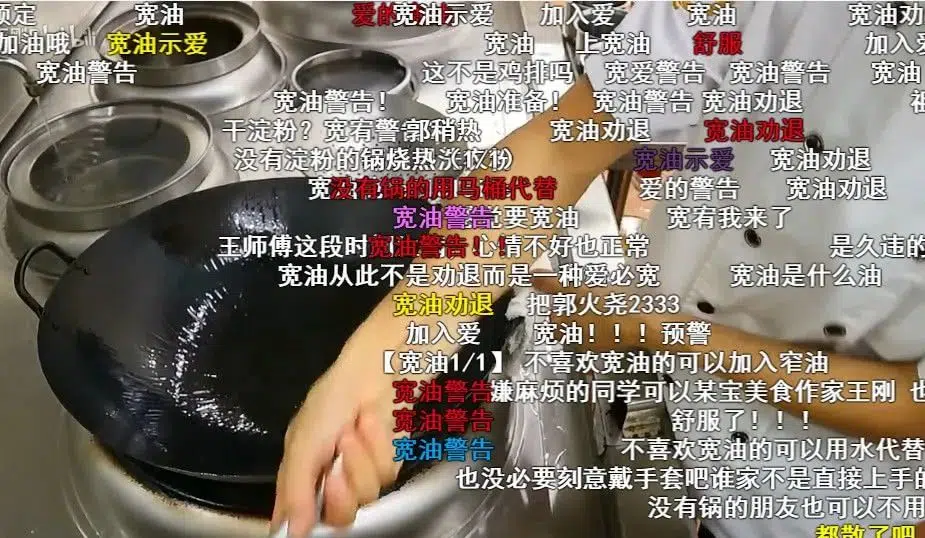 预定 宽油 宽油示爱 加入爱 宽油 宽油劝
加油哦 宽油示爱 宽油 上宽油 舒服 加入爱
宽油警告 这不是鸡排吗 宽爱警告 宽油警告 宽油
宽油警告! 宽油准备! 宽油警告 宽油劝退
干淀粉?宽有警 郭稍热 宽油劝退 宽油劝退
没有淀粉的锅烧热 宽油示爱 宽油劝退
没有锅的用马桶代替 爱的警告 宽油劝退
宽油警告 要宽油 宽有我来了
王师傅这段时 宽油警告!! 心情不好也正常 是久违的
宽油从此不是劝退而是一种爱必宽 宽油是什么油
宽油劝退 把郭火尧2333
加入爱 宽油!!!预警
【宽油1/1】 不喜欢宽油的可以加入窄油
宽油警告 嫌麻烦的同学可以某宝美食作家王刚 也
宽油警告 舒服了!!!
宽油警告 不喜欢宽油的可以用水代替
也没必要刻意戴手套吧谁家不是直接上手的
没有锅的朋友也可以不用
都散了吧